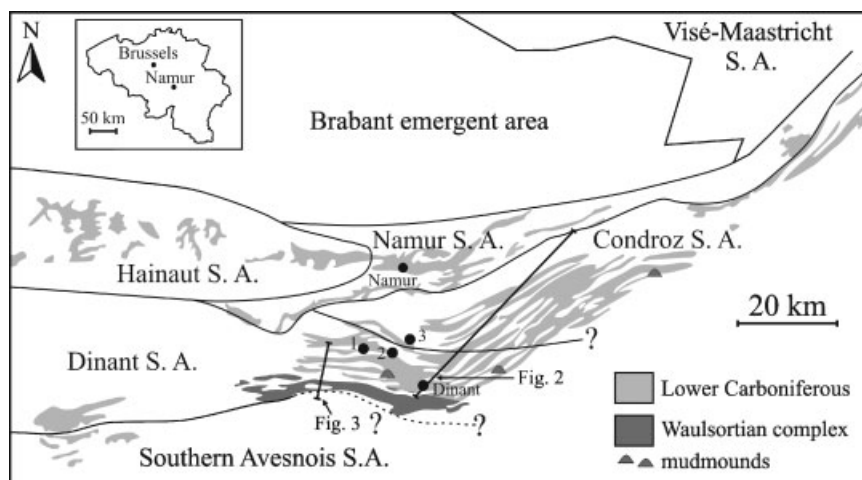 N
Brussels
Namur
50 km
Visé-Maastricht
S. A.
Brabant emergent area
Namur S. A.
Condroz S. A.
Hainaut S. A.
Namur
20 km
1
2
3
?
Dinant S. A.
Dinant
Fig. 2
Fig. 3
?
?
Southern Avesnois S.A.
Lower Carboniferous
Waulsortian complex
mudmounds